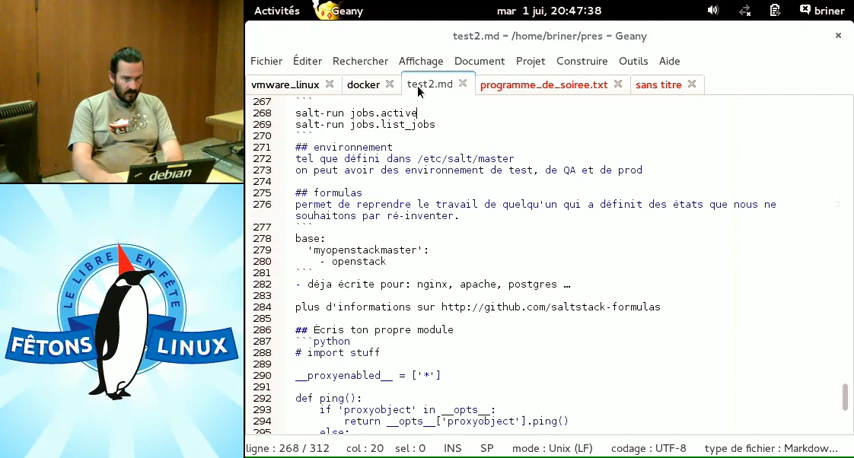 Activités
Geany
mar 1 jui, 20:47:38
briner
test2.md – /home/briner/pres – Geany
Fichier Éditer Rechercher Affichage Document Projet Construire Outils Aide
vmware_linux docker test2.md programme_de_soiree.txt sans titre
267 ```
268 salt-run jobs.active
269 salt-run jobs.list_jobs
270 ```
271 ## environnement
272 tel que défini dans /etc/salt/master
273 on peut avoir des environnement de test, de QA et de prod
274
275 ## formulas
276 permet de reprendre le travail de quelqu'un qui a définit des états que nous ne
souhaitons par ré-inventer.
277 ```
278 base:
279 'myopenstackmaster':
280 - openstack
281 ```
282 - déja écrite pour: nginx, apache, postgres …
283
284 plus d'informations sur http://github.com/saltstack-formulas
285
286 ## Écris ton propre module
287 ```python
288 # import stuff
289
290 __proxyenabled__ = ['*']
291
292 def ping():
293 if 'proxyobject' in __opts__:
294 return __opts__['proxyobject'].ping()
295 else:
ligne : 268 / 312 col : 20 sel : 0 INS SP mode : Unix (LF) codage : UTF-8 type de fichier : Markdow...
debian
LE LIBRE EN FÊTE
FÊTONS LINUX